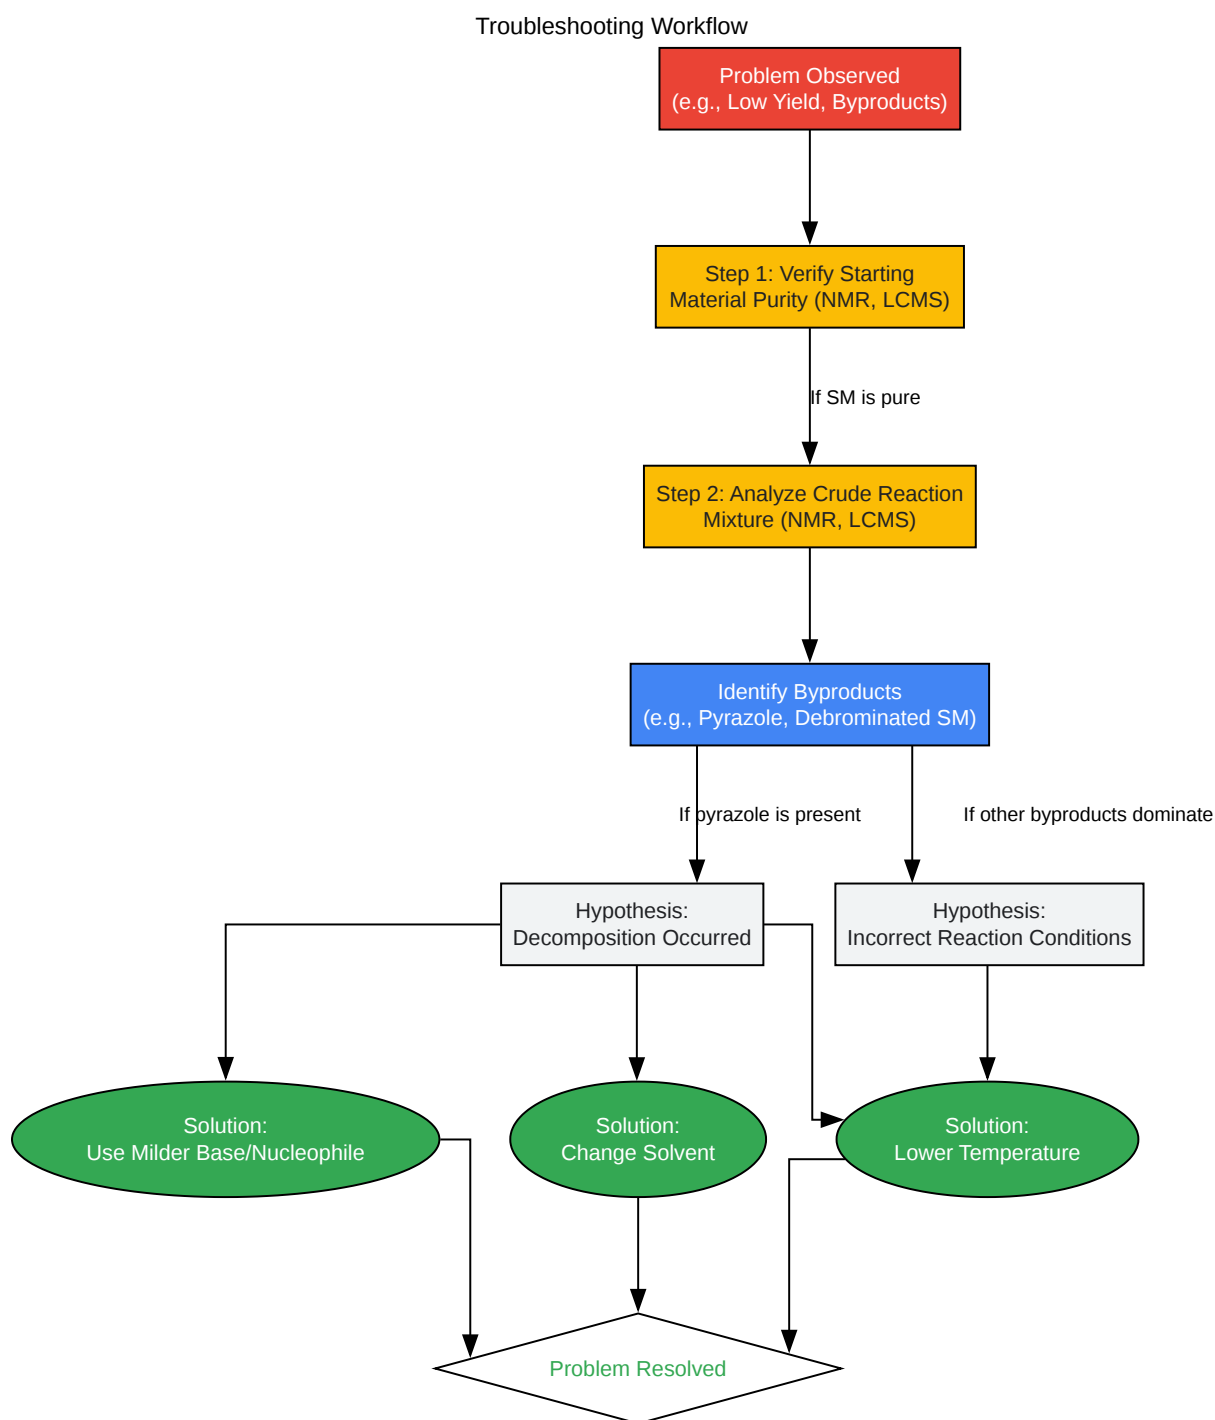 Troubleshooting Workflow
Problem Observed
(e.g., Low Yield, Byproducts)
Step 1: Verify Starting
Material Purity (NMR, LCMS)
If SM is pure
Step 2: Analyze Crude Reaction
Mixture (NMR, LCMS)
Identify Byproducts
(e.g., Pyrazole, Debrominated SM)
If pyrazole is present
If other byproducts dominate
Hypothesis:
Decomposition Occurred
Hypothesis:
Incorrect Reaction Conditions
Solution:
Use Milder Base/Nucleophile
Solution:
Change Solvent
Solution:
Lower Temperature
Problem Resolved